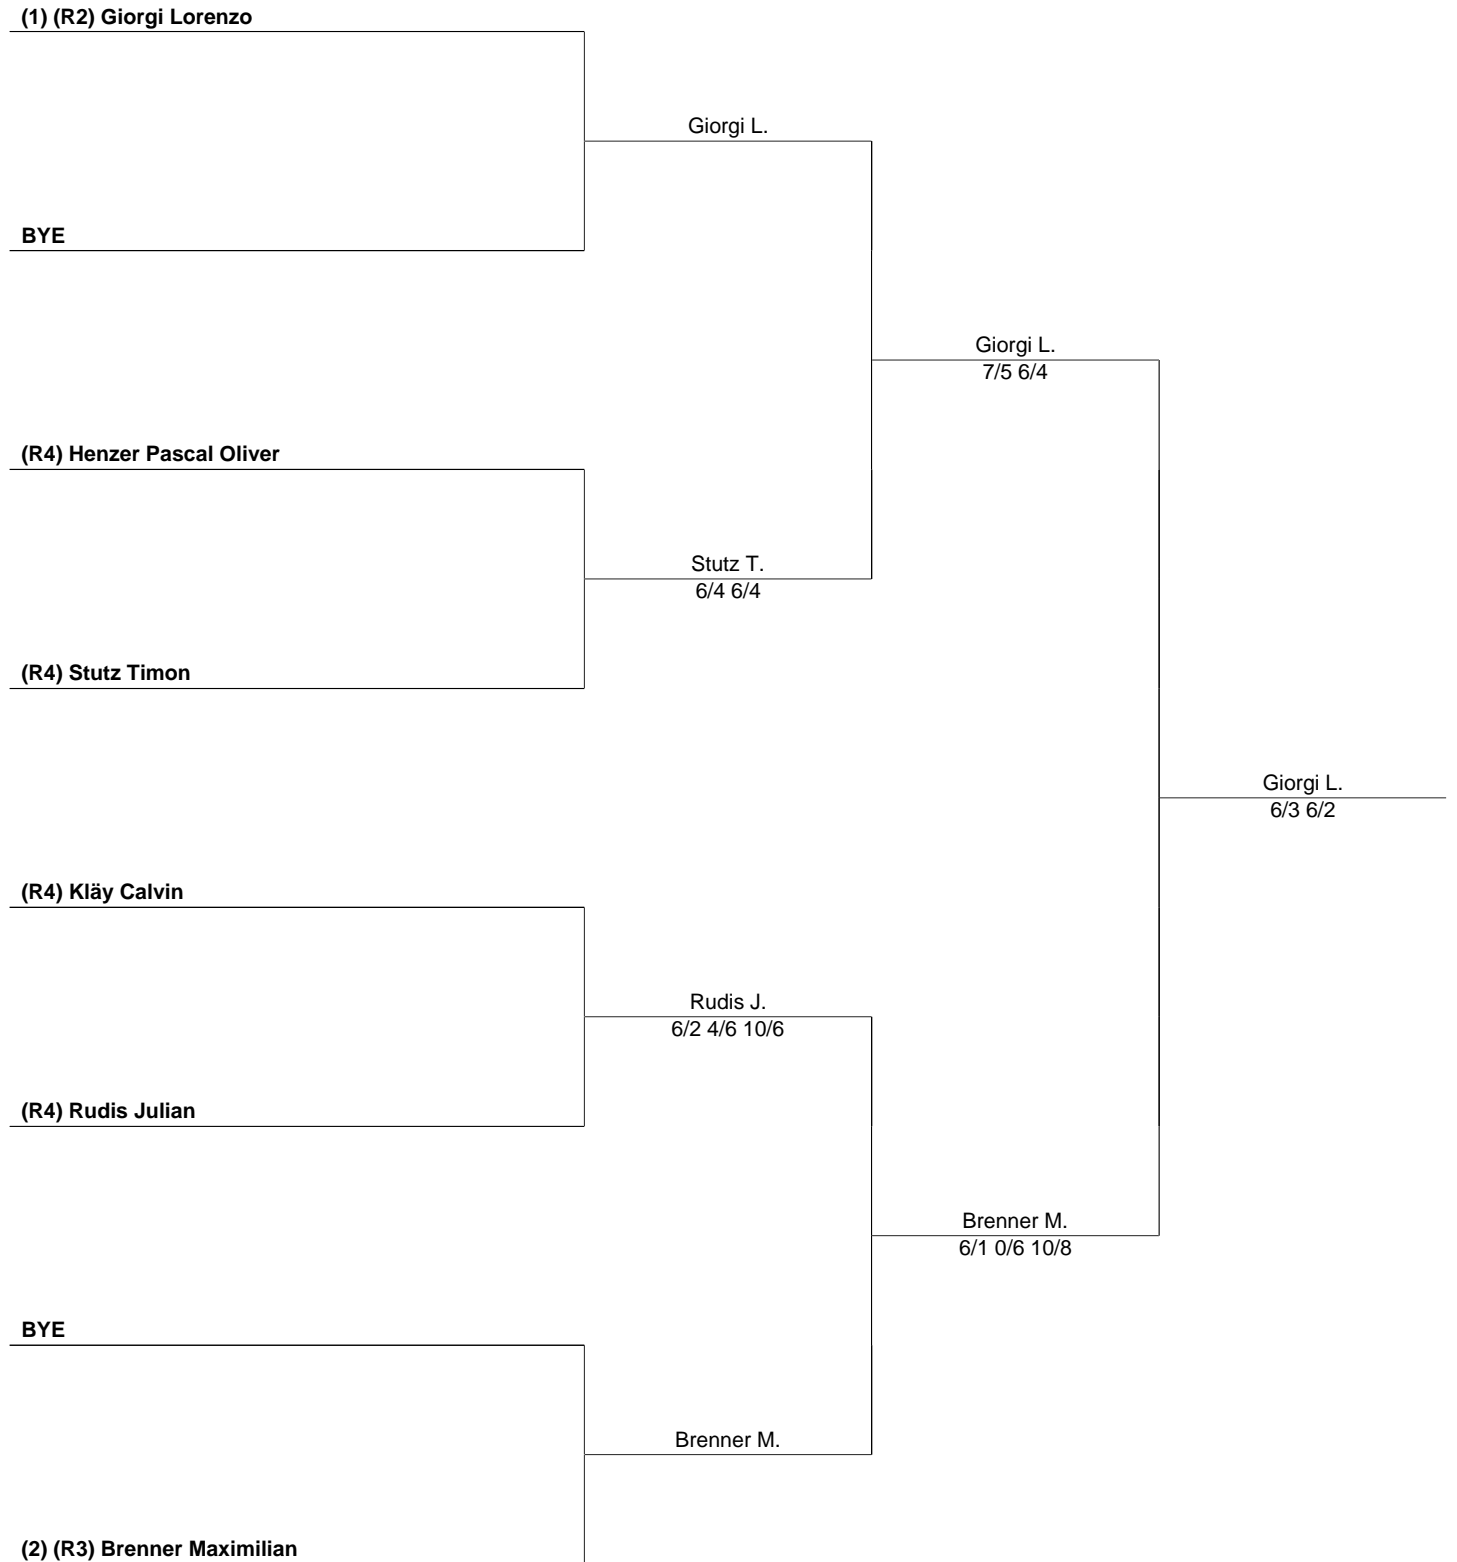 (1) (R2) Giorgi Lorenzo
Giorgi L.
BYE
Giorgi L.
7/5 6/4
(R4) Henzer Pascal Oliver
Stutz T.
6/4 6/4
(R4) Stutz Timon
Giorgi L.
6/3 6/2
(R4) Kläy Calvin
Rudis J.
6/2 4/6 10/6
(R4) Rudis Julian
Brenner M.
6/1 0/6 10/8
BYE
Brenner M.
(2) (R3) Brenner Maximilian